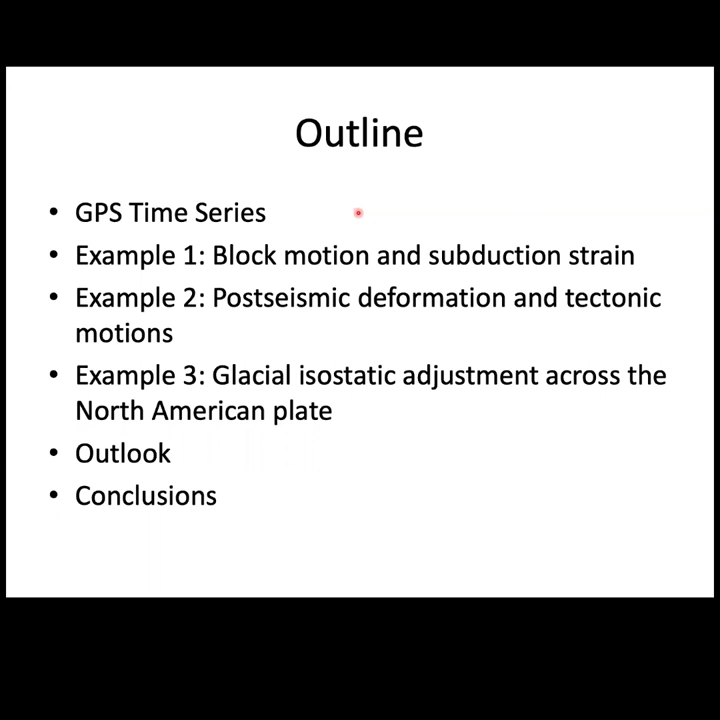 Outline
• GPS Time Series
• Example 1: Block motion and subduction strain
• Example 2: Postseismic deformation and tectonic
motions
• Example 3: Glacial isostatic adjustment across the
North American plate
• Outlook
• Conclusions